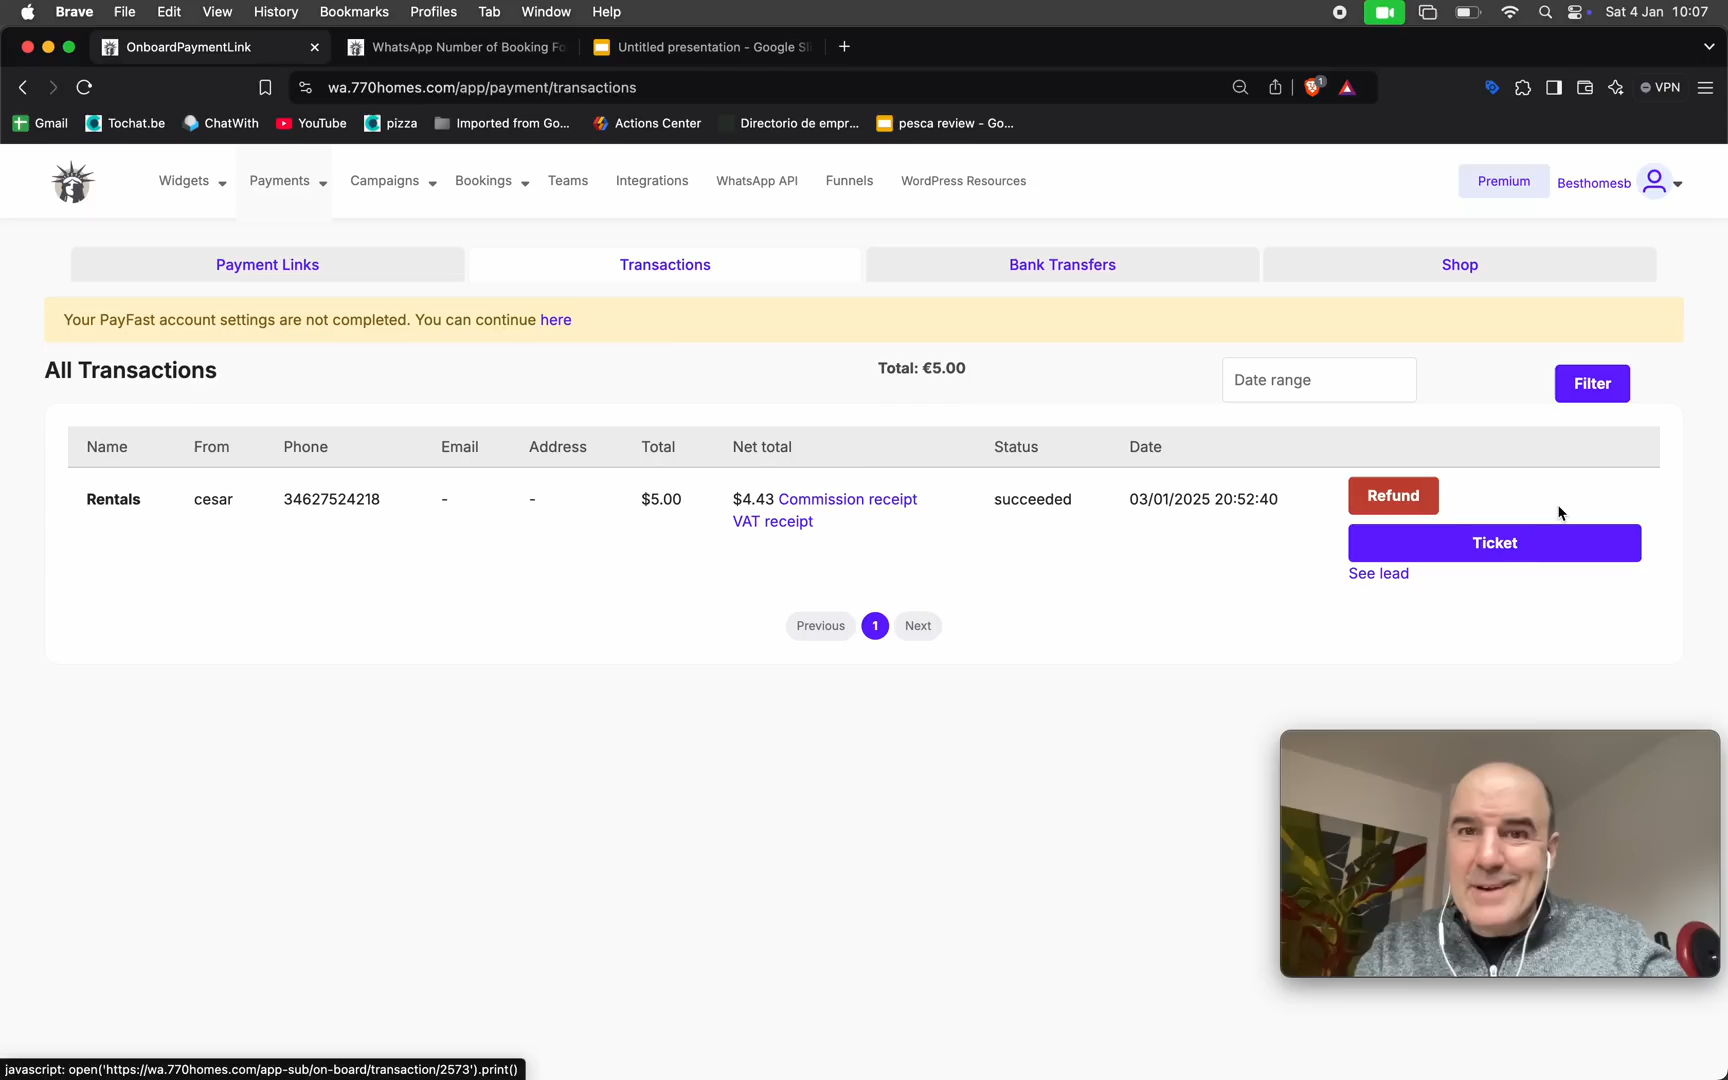 Brave File Edit View History Bookmarks Profiles Tab Window Help Sat 4 Jan 10:07
OnboardPaymentLink WhatsApp Number of Booking Fo Untitled presentation - Google Sli
wa.770homes.com/app/payment/transactions 1 VPN
Gmail Tochat.be ChatWith YouTube pizza Imported from Go... Actions Center Directorio de empr... pesca review - Go...
Widgets Payments Campaigns Bookings Teams Integrations WhatsApp API Funnels WordPress Resources Premium Besthomesb
Payment Links Transactions Bank Transfers Shop
Your PayFast account settings are not completed. You can continue here
All Transactions Total: €5.00 Date range Filter
Name From Phone Email Address Total Net total Status Date
Rentals cesar 34627524218 - - $5.00 $4.43 Commission receipt succeeded 03/01/2025 20:52:40 Refund
VAT receipt
Ticket
See lead
Previous 1 Next
javascript: open('https://wa.770homes.com/app-sub/on-board/transaction/2573').print()